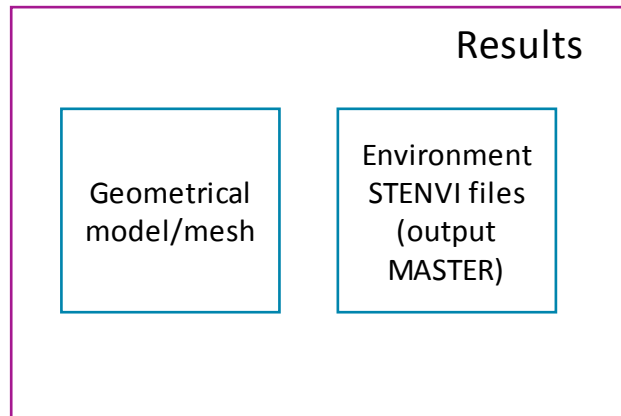 Results
Geometrical
model/mesh
Environment
STENVI files
(output
MASTER)